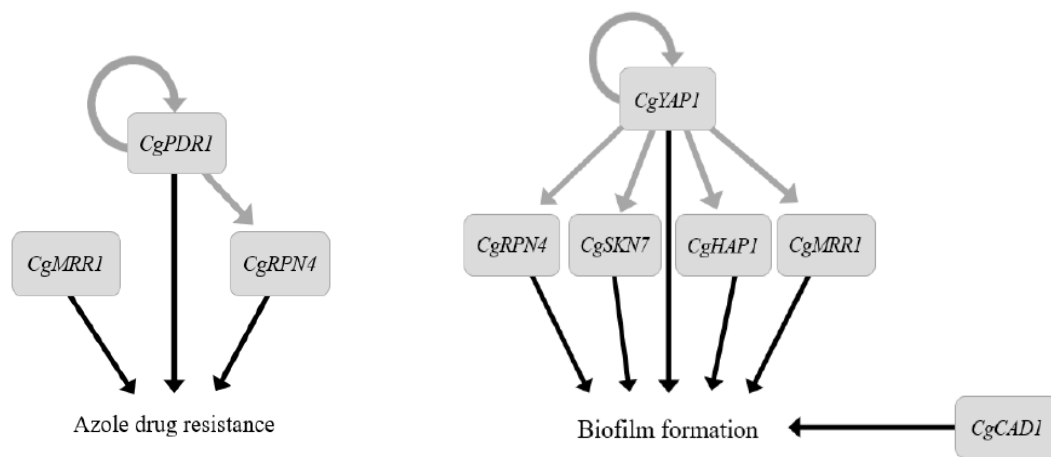 CgPDR1
CgMRR1
CgRPN4
Azole drug resistance
CgYAP1
CgRPN4
CgSKN7
CgHAP1
CgMRR1
Biofilm formation
CgCAD1